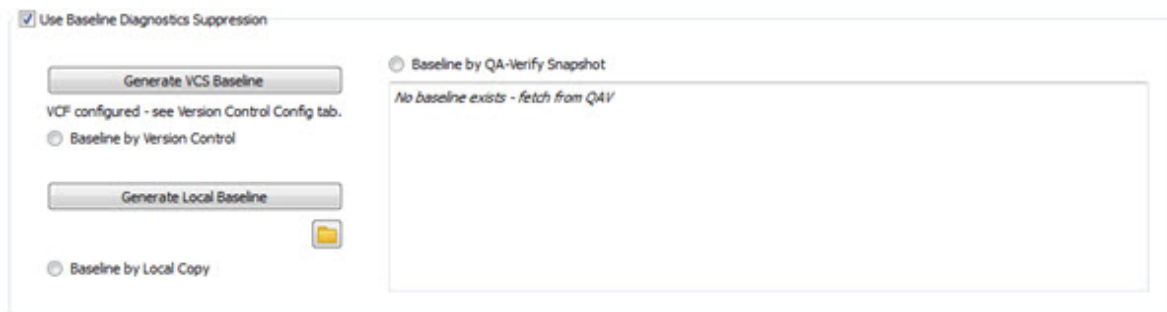 Use Baseline Diagnostics Suppression
Generate VCS Baseline
VCF configured - see Version Control Config tab.
Baseline by Version Control
Generate Local Baseline
Baseline by Local Copy
Baseline by QA-Verify Snapshot
No baseline exists - fetch from QAV